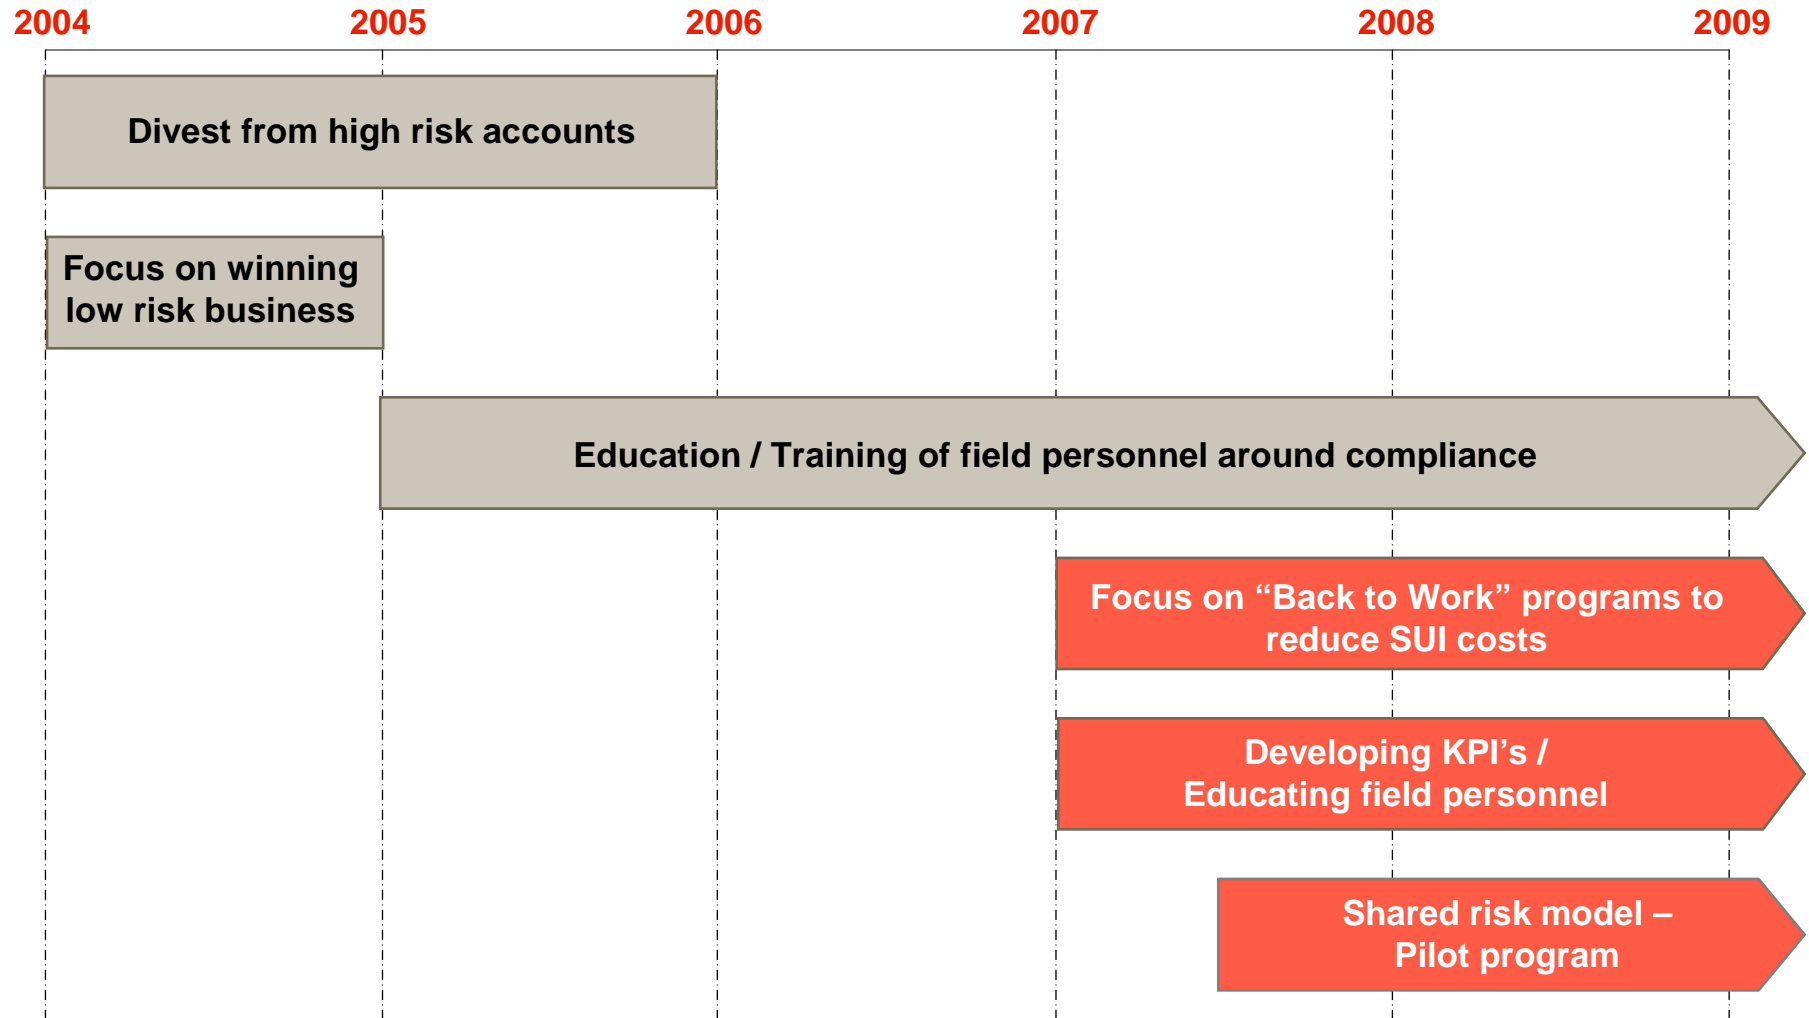 2004 2005 2006 2007 2008 2009
Divest from high risk accounts
Focus on winning
low risk business
Education / Training of field personnel around compliance
Focus on “Back to Work” programs to
reduce SUI costs
Developing KPI’s /
Educating field personnel
Shared risk model –
Pilot program